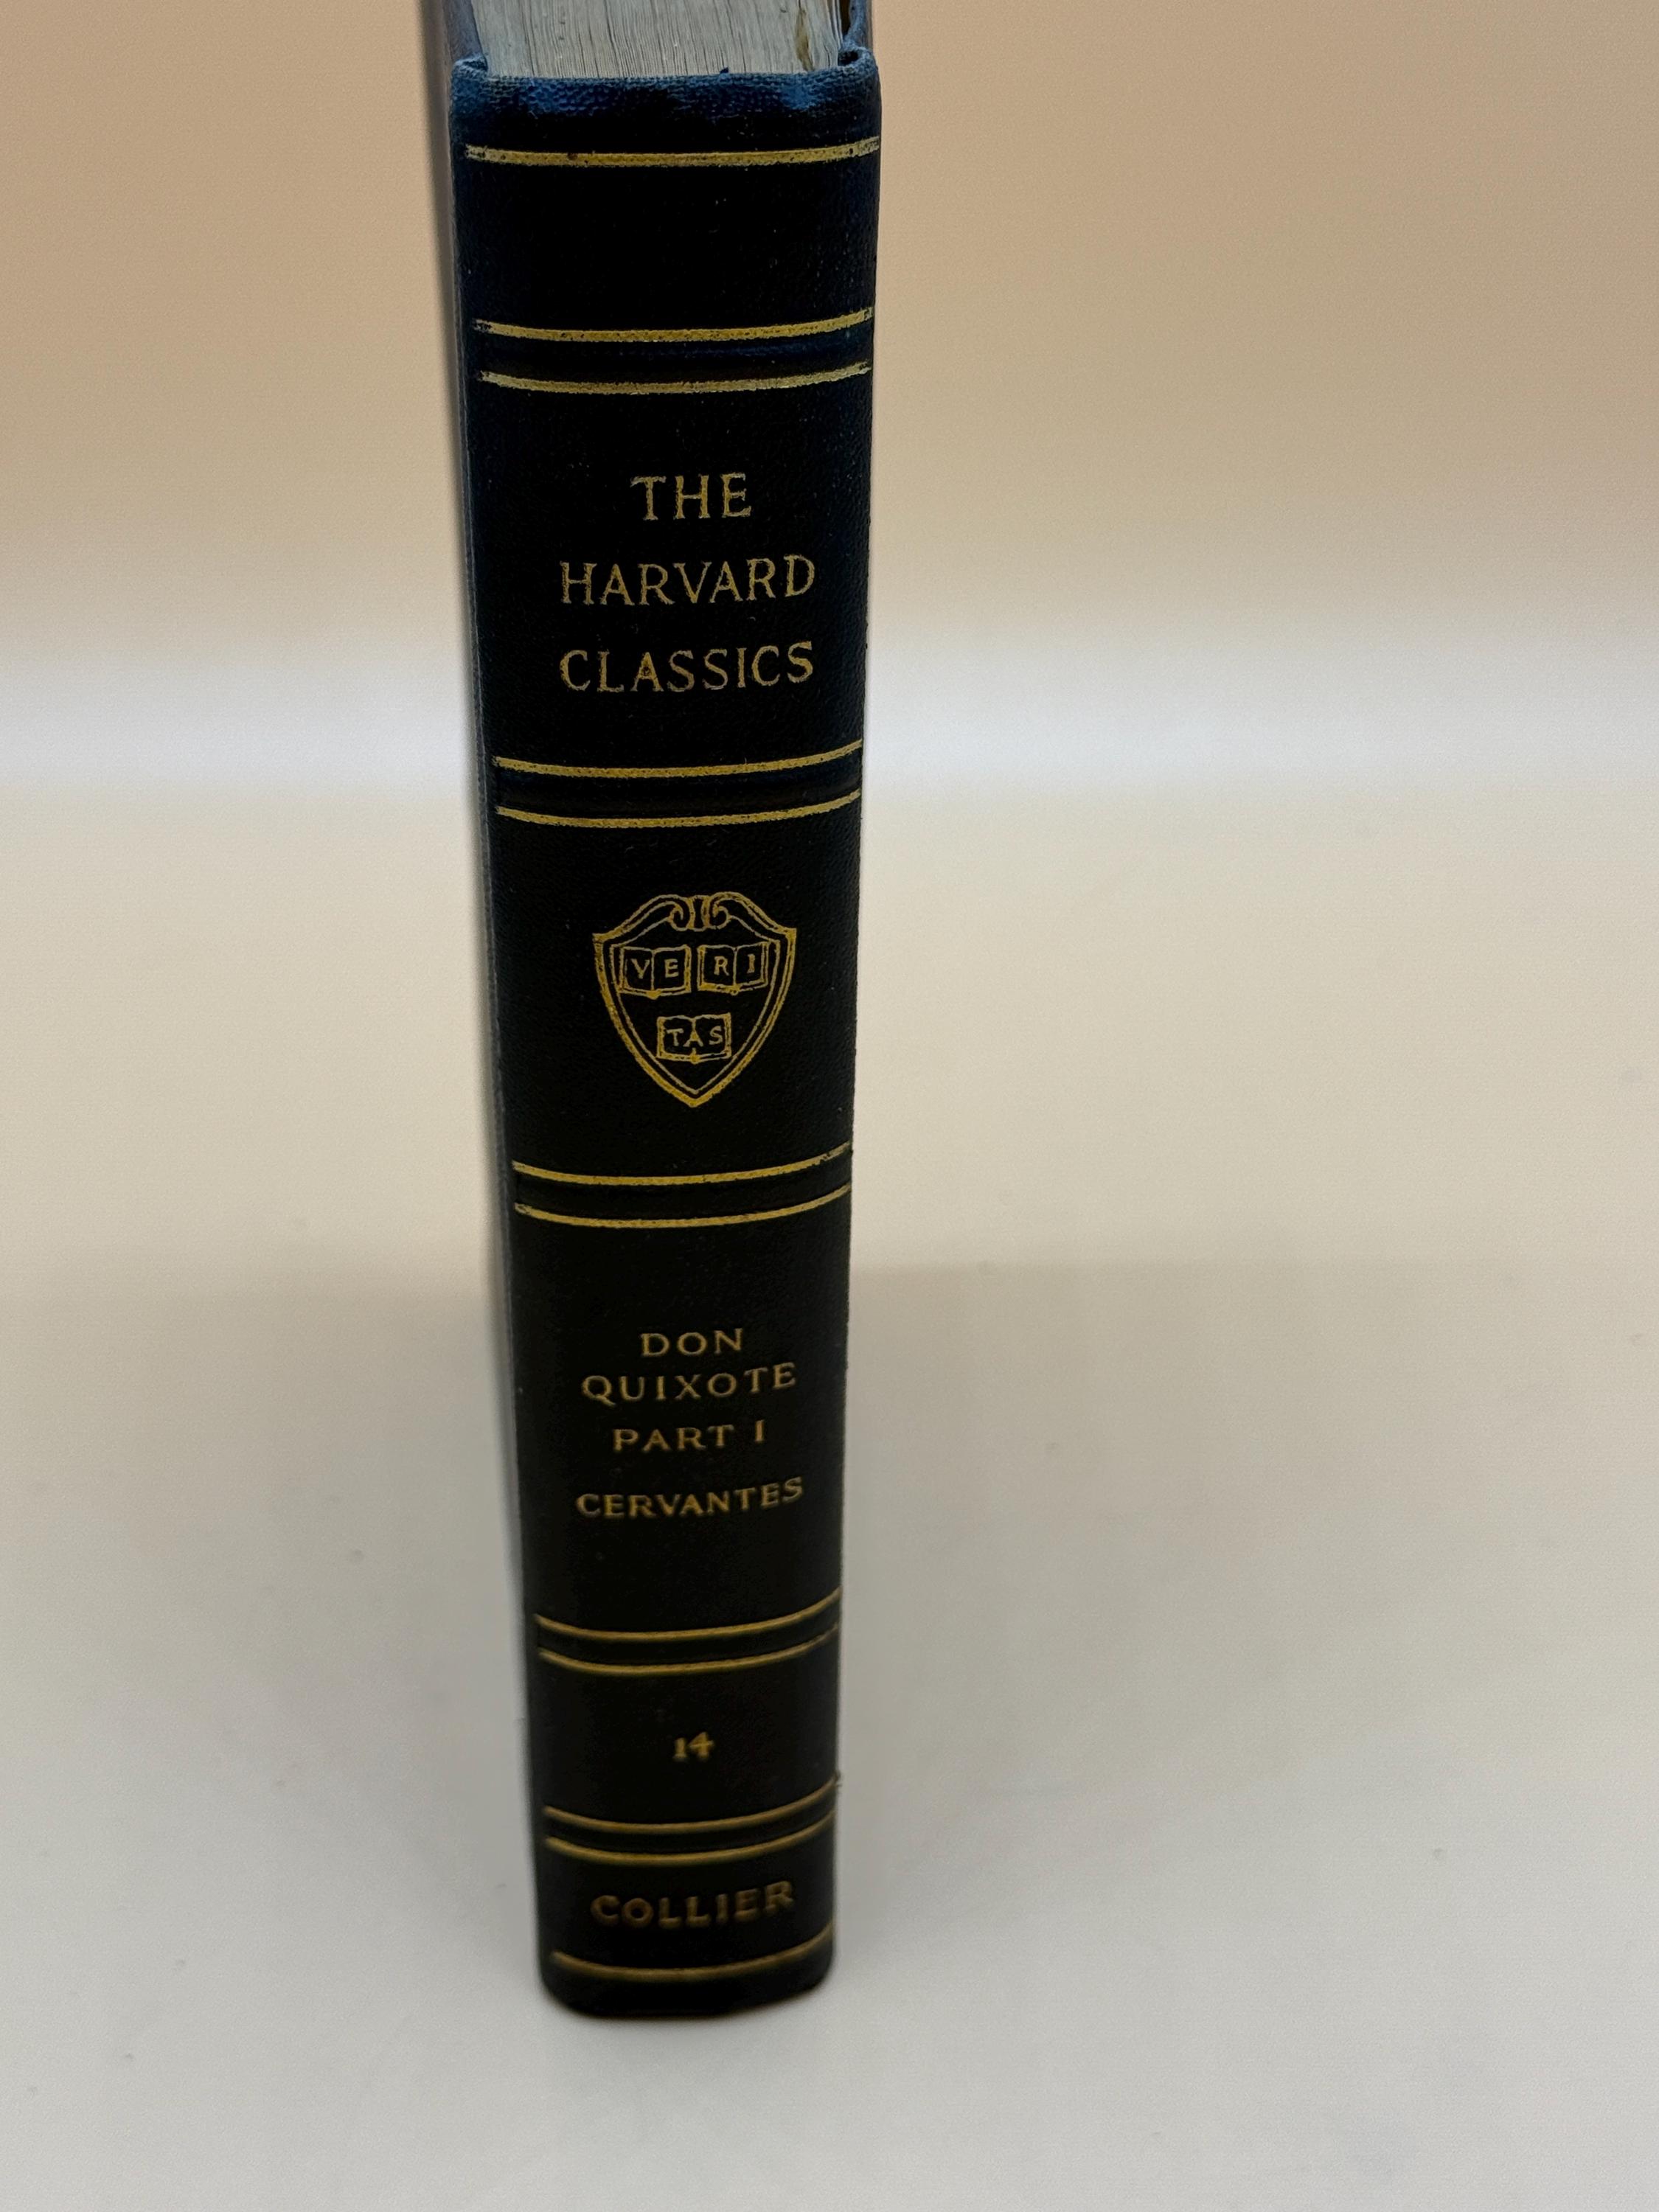 THE
HARVARD
CLASSICS
VE RI
TAS
DON
QUIXOTE
PART I
CERVANTES
14
COLLIER